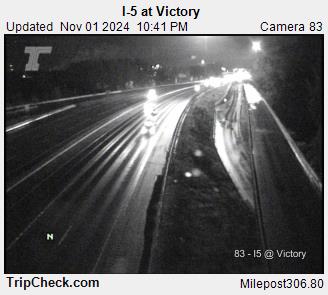 I-5 at Victory
Updated Nov 01 2024 10:41 PM Camera 83
T
N
83 - I5 @ Victory
TripCheck.com Milepost306.80